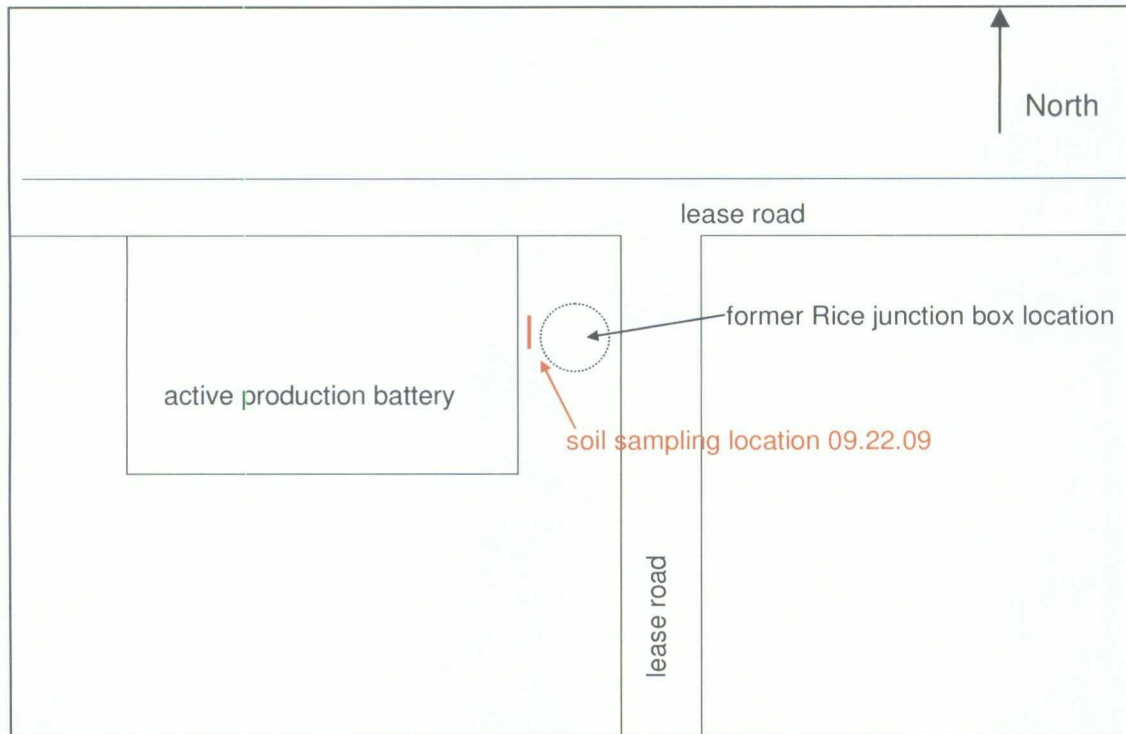 North
lease road
former Rice junction box location
active production battery
soil sampling location 09.22.09
lease road